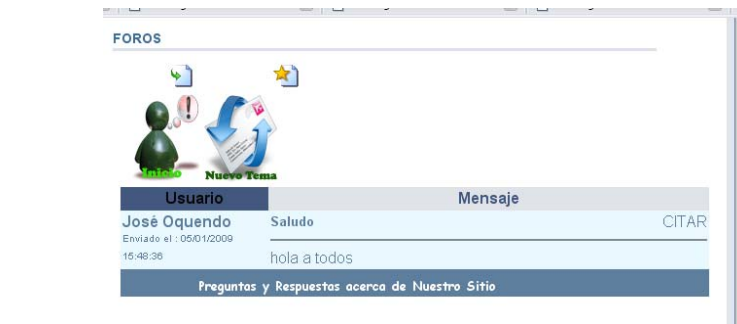 FOROS
Inicio
Nuevo Tema
Usuario Mensaje
José Oquendo Saludo CITAR
Enviado el : 05/01/2009
15:48:36
hola a todos
Preguntas y Respuestas acerca de Nuestro Sitio